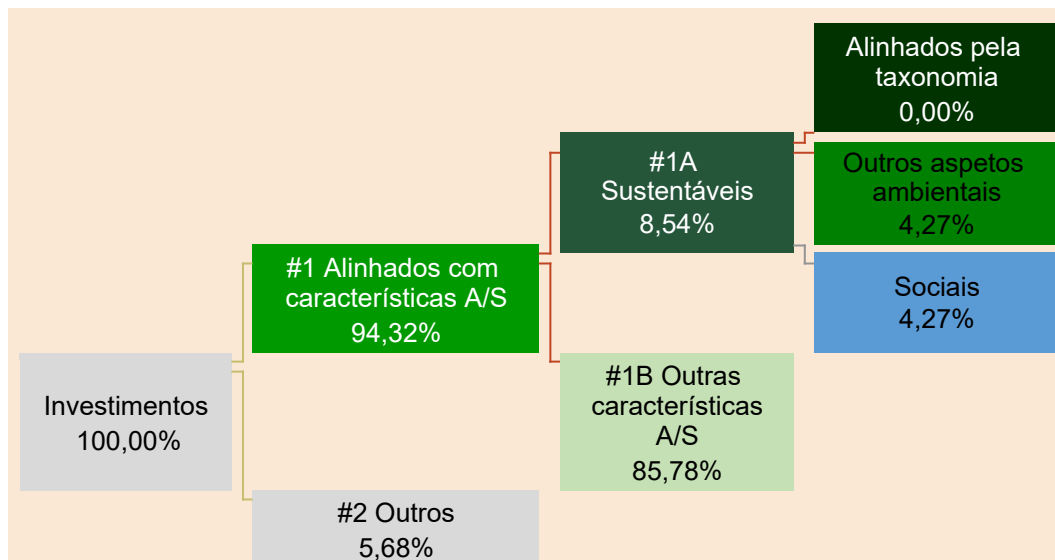 Alinhados pela
taxonomia
0,00%
#1A
Sustentáveis
8,54%
Outros aspetos
ambientais
4,27%
#1 Alinhados com
características A/S
94,32%
Sociais
4,27%
Investimentos
100,00%
#1B Outras
características
A/S
85,78%
#2 Outros
5,68%